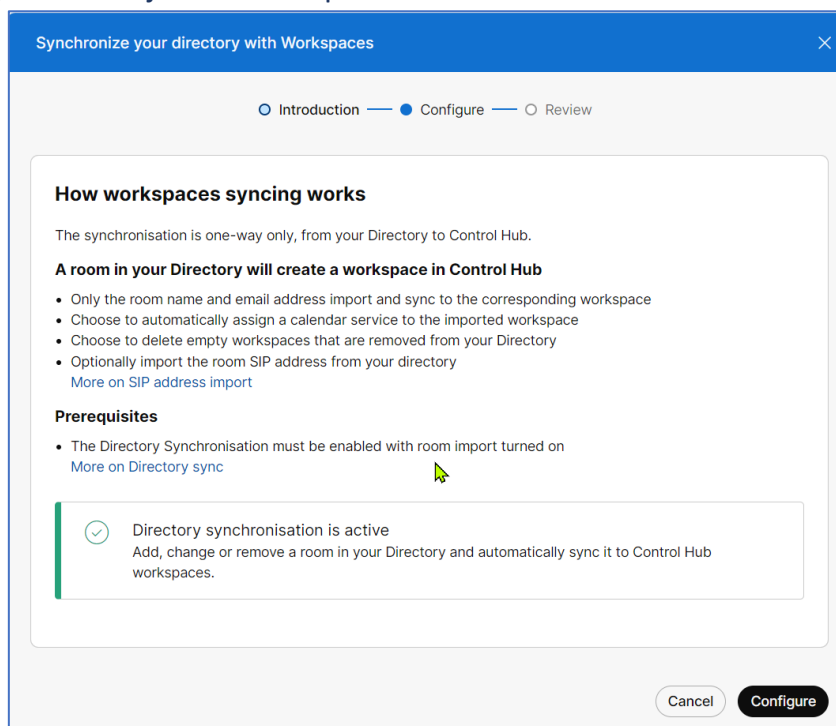 Synchronize your directory with Workspaces
Introduction Configure Review
How workspaces syncing works
The synchronisation is one-way only, from your Directory to Control Hub.
A room in your Directory will create a workspace in Control Hub
• Only the room name and email address import and sync to the corresponding workspace
• Choose to automatically assign a calendar service to the imported workspace
• Choose to delete empty workspaces that are removed from your Directory
• Optionally import the room SIP address from your directory
More on SIP address import
Prerequisites
• The Directory Synchronisation must be enabled with room import turned on
More on Directory sync
Directory synchronisation is active
Add, change or remove a room in your Directory and automatically sync it to Control Hub
workspaces.
Cancel Configure